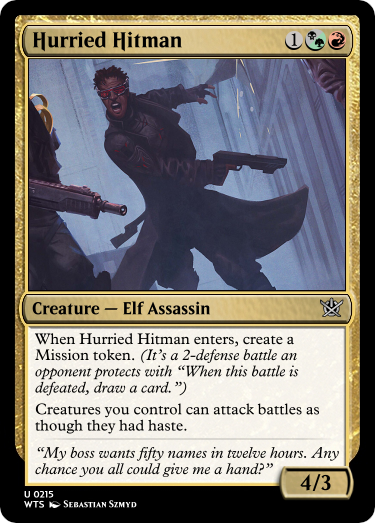 Hurried Hitman 1
Creature — Elf Assassin
When Hurried Hitman enters, create a
Mission token. (It's a 2-defense battle an
opponent protects with “When this battle is
defeated, draw a card.”)
Creatures you control can attack battles as
though they had haste.
“My boss wants fifty names in twelve hours. Any
chance you all could give me a hand?”
4/3
U 0215
WTS Sebastian Szmyd